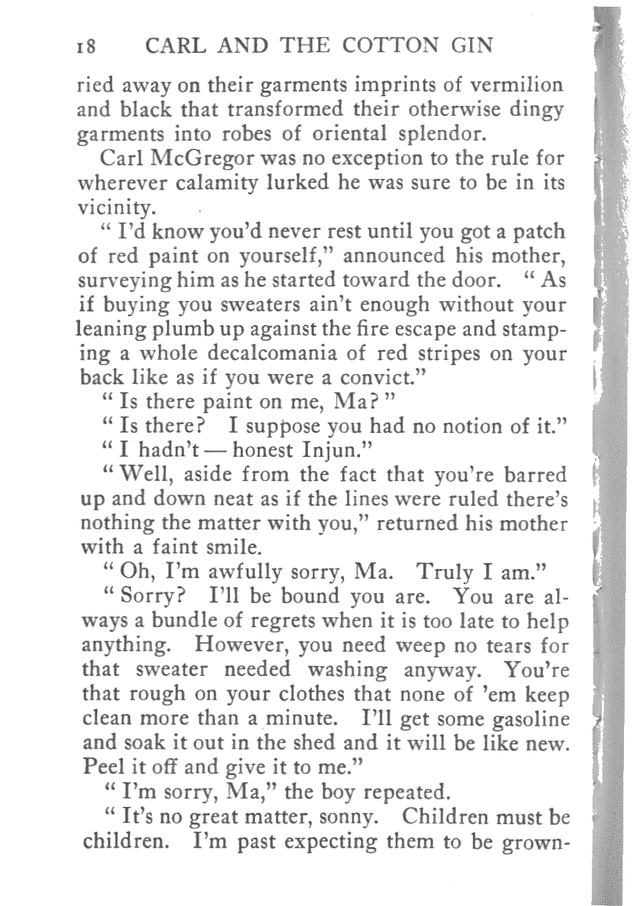 18 CARL AND THE COTTON GIN
ried away on their garments imprints of vermilion
and black that transformed their otherwise dingy
garments into robes of oriental splendor.
Carl McGregor was no exception to the rule for
wherever calamity lurked he was sure to be in its
vicinity.
“ I’d know you’d never rest until you got a patch
of red paint on yourself,” announced his mother,
surveying him as he started toward the door. “ As
if buying you sweaters ain’t enough without your
leaning plumb up against the fire escape and stamp-
ing a whole decalcomania of red stripes on your
back like as if you were a convict.”
“ Is there paint on me, Ma? ”
“ Is there? I suppose you had no notion of it.”
“ I hadn’t — honest Injun.”
“ Well, aside from the fact that you’re barred
up and down neat as if the lines were ruled there’s
nothing the matter with you,” returned his mother
with a faint smile.
“ Oh, I’m awfully sorry, Ma. Truly I am.”
“ Sorry? I’ll be bound you are. You are al-
ways a bundle of regrets when it is too late to help
anything. However, you need weep no tears for
that sweater needed washing anyway. You’re
that rough on your clothes that none of ’em keep
clean more than a minute. I’ll get some gasoline
and soak it out in the shed and it will be like new.
Peel it off and give it to me.”
“ I’m sorry, Ma,” the boy repeated.
“ It’s no great matter, sonny. Children must be
children. I’m past expecting them to be grown-